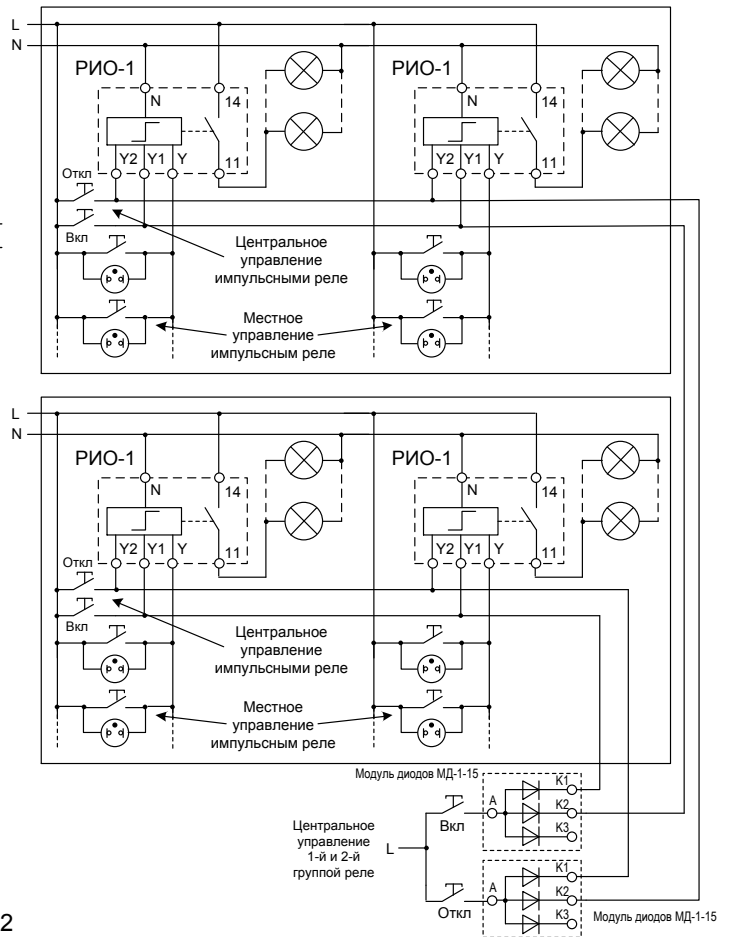 L
N
РИО-1
РИО-1
N
14
N
14
Y2 Y1 Y
11
Y2 Y1 Y
11
Откл
Вкл
Центральное
управление
импульсными реле
Местное
управление
импульсным реле
L
N
РИО-1
РИО-1
N
14
N
14
Y2 Y1 Y
11
Y2 Y1 Y
11
Откл
Вкл
Центральное
управление
импульсными реле
Местное
управление
импульсным реле
Модуль диодов МД-1-15
K1
A
K2
K3
Вкл
Центральное
управление
1-й и 2-й
группой реле
L
K1
A
K2
K3
Откл
Модуль диодов МД-1-15
2